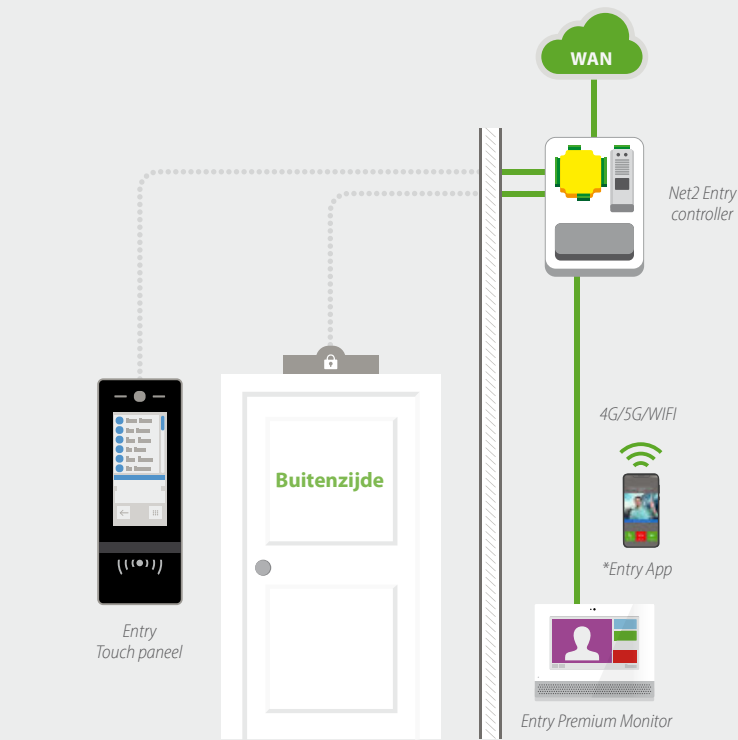 WAN
Net2 Entry
controller
4G/5G/WIFI
Buitenzijde
*Entry App
Entry
Touch paneel
Entry Premium Monitor